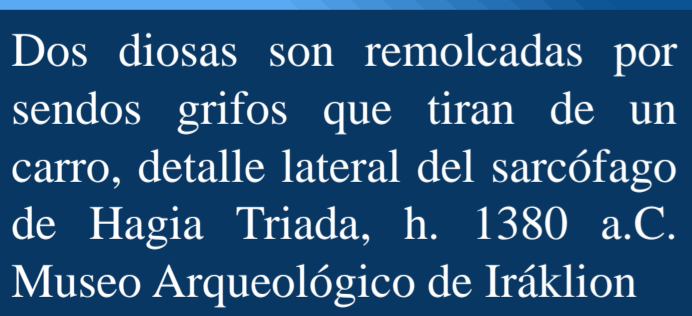 Dos diosas son remolcadas por
sendos grifos que tiran de un
carro, detalle lateral del sarcófago
de Hagia Triada, h. 1380 a.C.
Museo Arqueológico de Iráklion